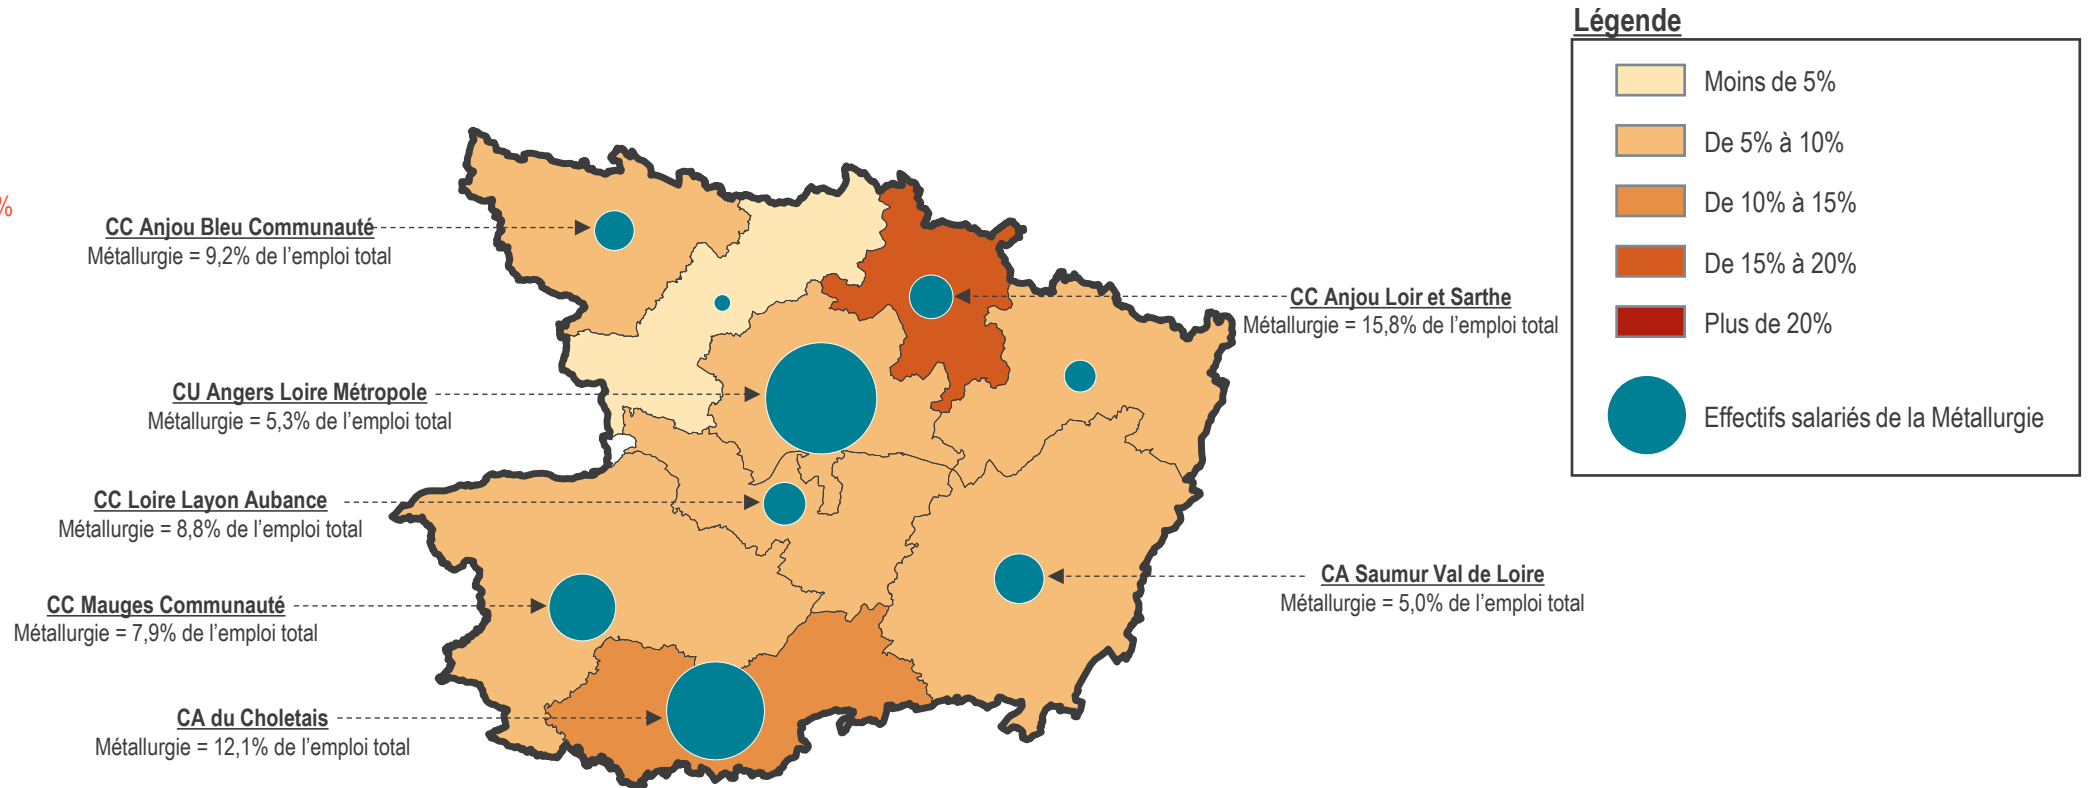 Légende
Moins de 5%
De 5% à 10%
De 10% à 15%
De 15% à 20%
Plus de 20%
Effectifs salariés de la Métallurgie
%
CC Anjou Bleu Communauté
Métallurgie = 9,2% de l’emploi total
CC Anjou Loir et Sarthe
Métallurgie = 15,8% de l’emploi total
CU Angers Loire Métropole
Métallurgie = 5,3% de l’emploi total
CC Loire Layon Aubance
Métallurgie = 8,8% de l’emploi total
CA Saumur Val de Loire
Métallurgie = 5,0% de l’emploi total
CC Mauges Communauté
Métallurgie = 7,9% de l’emploi total
CA du Choletais
Métallurgie = 12,1% de l’emploi total